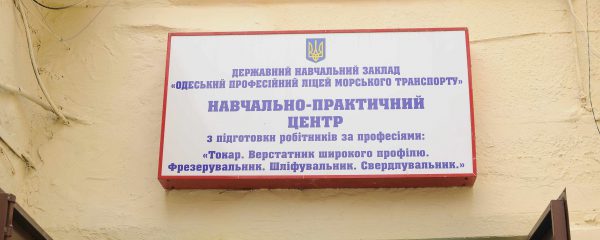 ДЕРЖАВНИЙ НАВЧАЛЬНИЙ ЗАКЛАД
«ОДЕСЬКИЙ ПРОФЕСІЙНИЙ ЛІЦЕЙ МОРСЬКОГО ТРАНСПОРТУ»
НАВЧАЛЬНО-ПРАКТИЧНИЙ
ЦЕНТР
з підготовки робітників за професіями:
«Токар. Верстатник широкого профілю.
Фрезерувальник. Шліфувальник. Свердлувальник.»